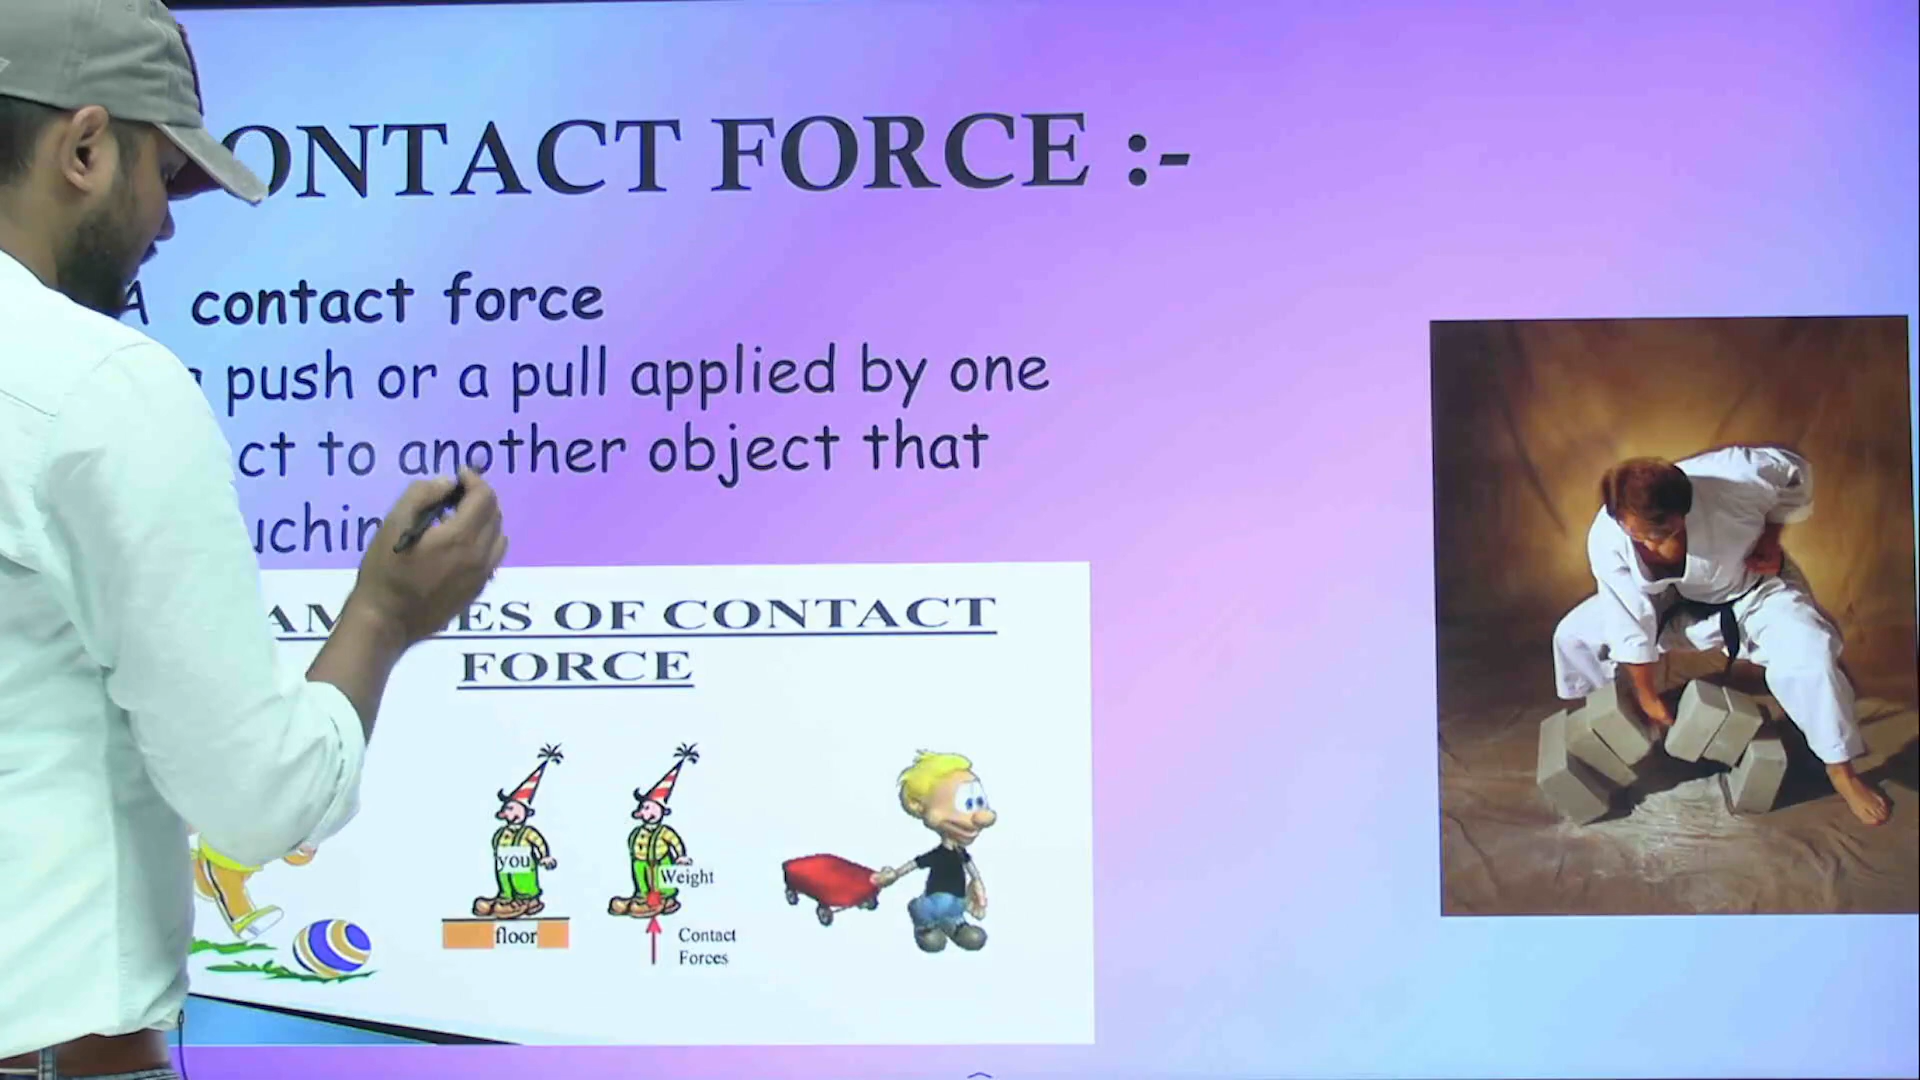 ONTACT FORCE :-
A contact force
push or a pull applied by one
ct to another object that
uchin
AM ES OF CONTACT
FORCE
you
floor
Weight
Contact
Forces